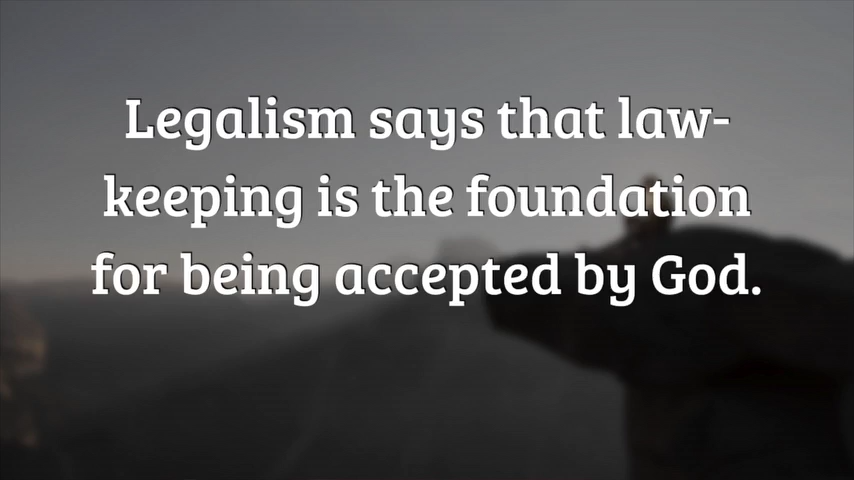 Legalism says that law-
keeping is the foundation
for being accepted by God.